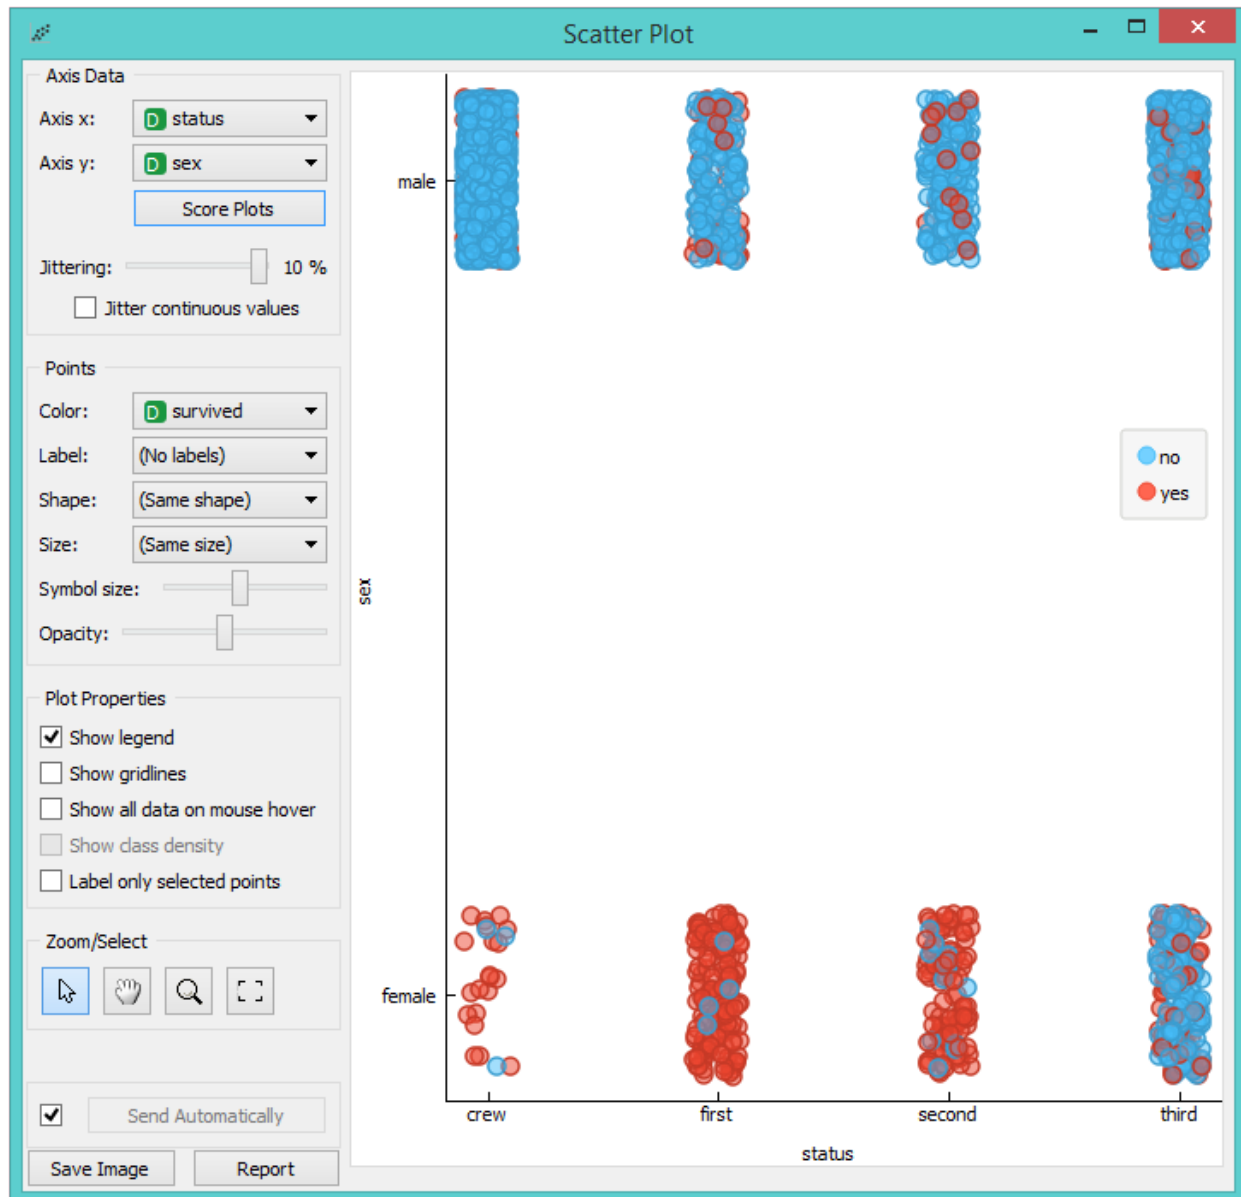 Scatter Plot
Axis Data
Axis x: D status
Axis y: D sex
Score Plots
Jittering: 10 %
Jitter continuous values
Points
Color: D survived
Label: (No labels)
Shape: (Same shape)
Size: (Same size)
Symbol size:
Opacity:
Plot Properties
Show legend
Show gridlines
Show all data on mouse hover
Show class density
Label only selected points
Zoom/Select
Send Automatically
Save Image Report
male
female
sex
no
yes
crew first second third
status